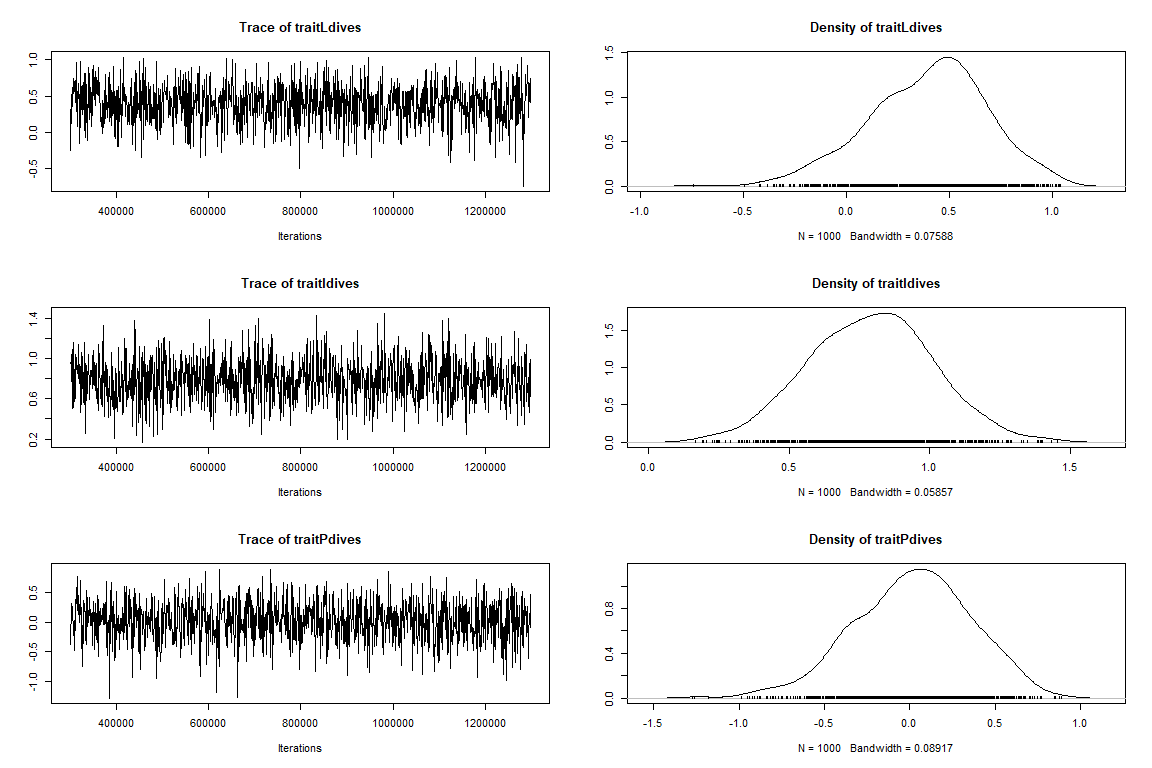 Trace of traitLdives
1.0
0.5
0.0
-0.5
400000 600000 800000 1000000 1200000
Iterations
Density of traitLdives
1.5
1.0
0.5
0.0
-1.0 -0.5 0.0 0.5 1.0
N = 1000 Bandwidth = 0.07588
Trace of traitIdives
1.4
1.0
0.6
0.2
400000 600000 800000 1000000 1200000
Iterations
Density of traitIdives
1.5
1.0
0.5
0.0
0.0 0.5 1.0 1.5
N = 1000 Bandwidth = 0.05857
Trace of traitPdives
0.5
0.0
-0.5
-1.0
400000 600000 800000 1000000 1200000
Iterations
Density of traitPdives
0.8
0.4
0.0
-1.5 -1.0 -0.5 0.0 0.5 1.0
N = 1000 Bandwidth = 0.08917